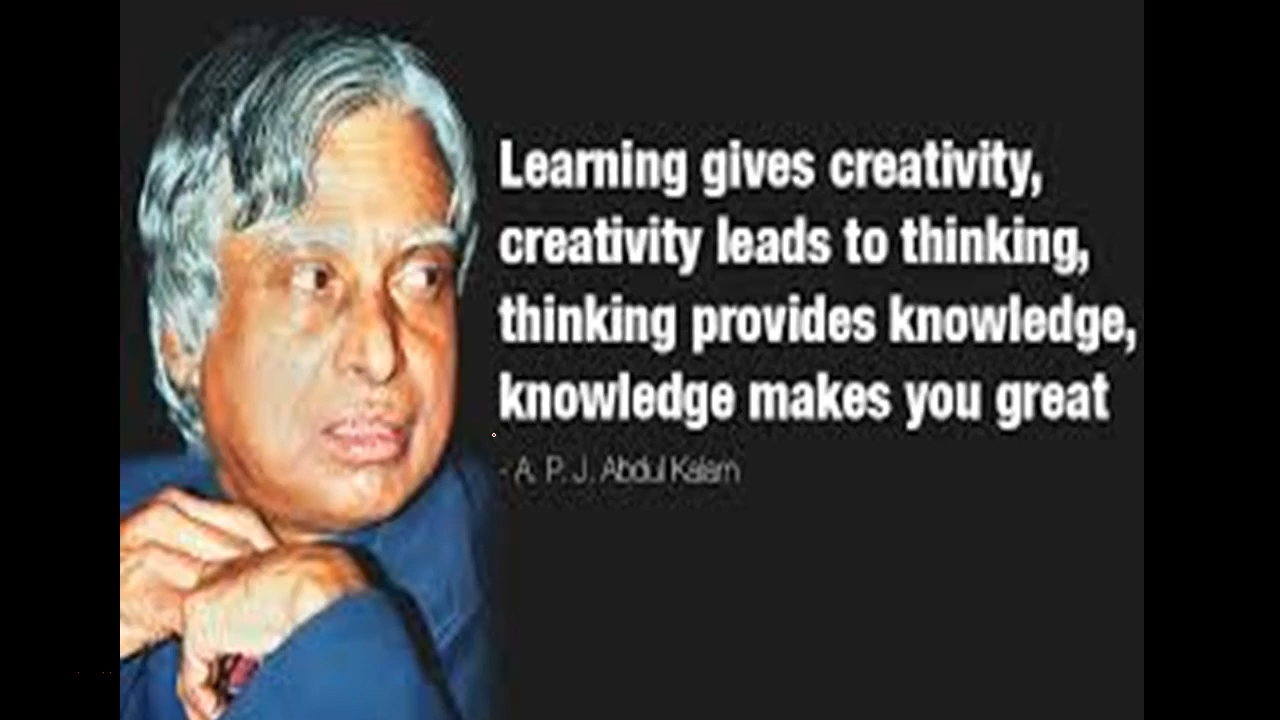 Learning gives creativity,
creativity leads to thinking,
thinking provides knowledge,
knowledge makes you great
- A. P. J. Abdul Kalam